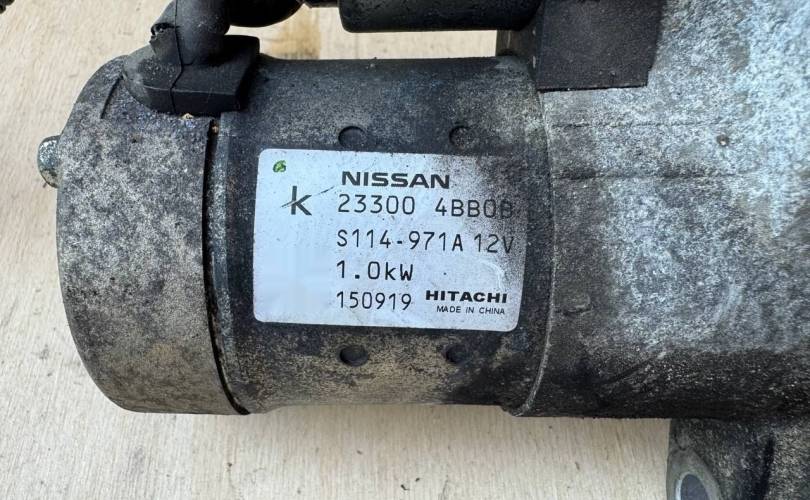 NISSAN
K 23300 4BB0B
S114-971A 12V
1.0kW
150919 HITACHI
MADE IN CHINA